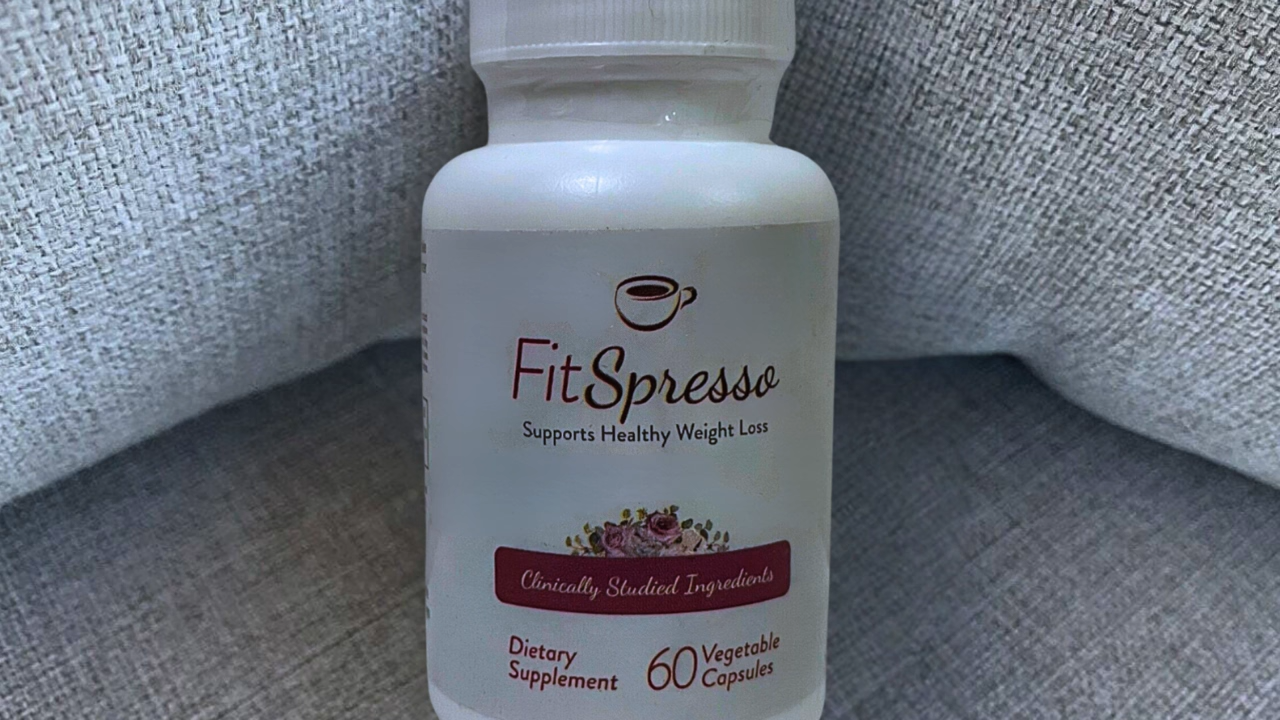 FitSpresso
Supports Healthy Weight Loss
Clinically Studied Ingredients
Dietary
Supplement
60
Vegetable
Capsules